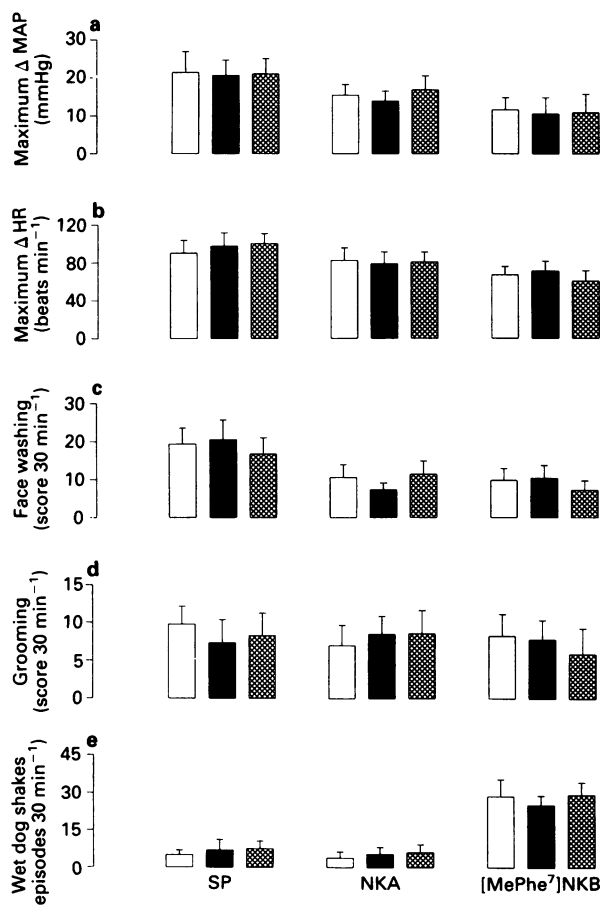 a
Maximum Δ MAP
(mmHg)
30
20
10
0
b
Maximum Δ HR
(beats min⁻¹)
120
80
40
0
c
Face washing
(score 30 min⁻¹)
30
20
10
0
d
Grooming
(score 30 min⁻¹)
15
10
5
0
e
Wet dog shakes
episodes 30 min⁻¹)
45
30
15
0
SP NKA [MePhe⁷]NKB